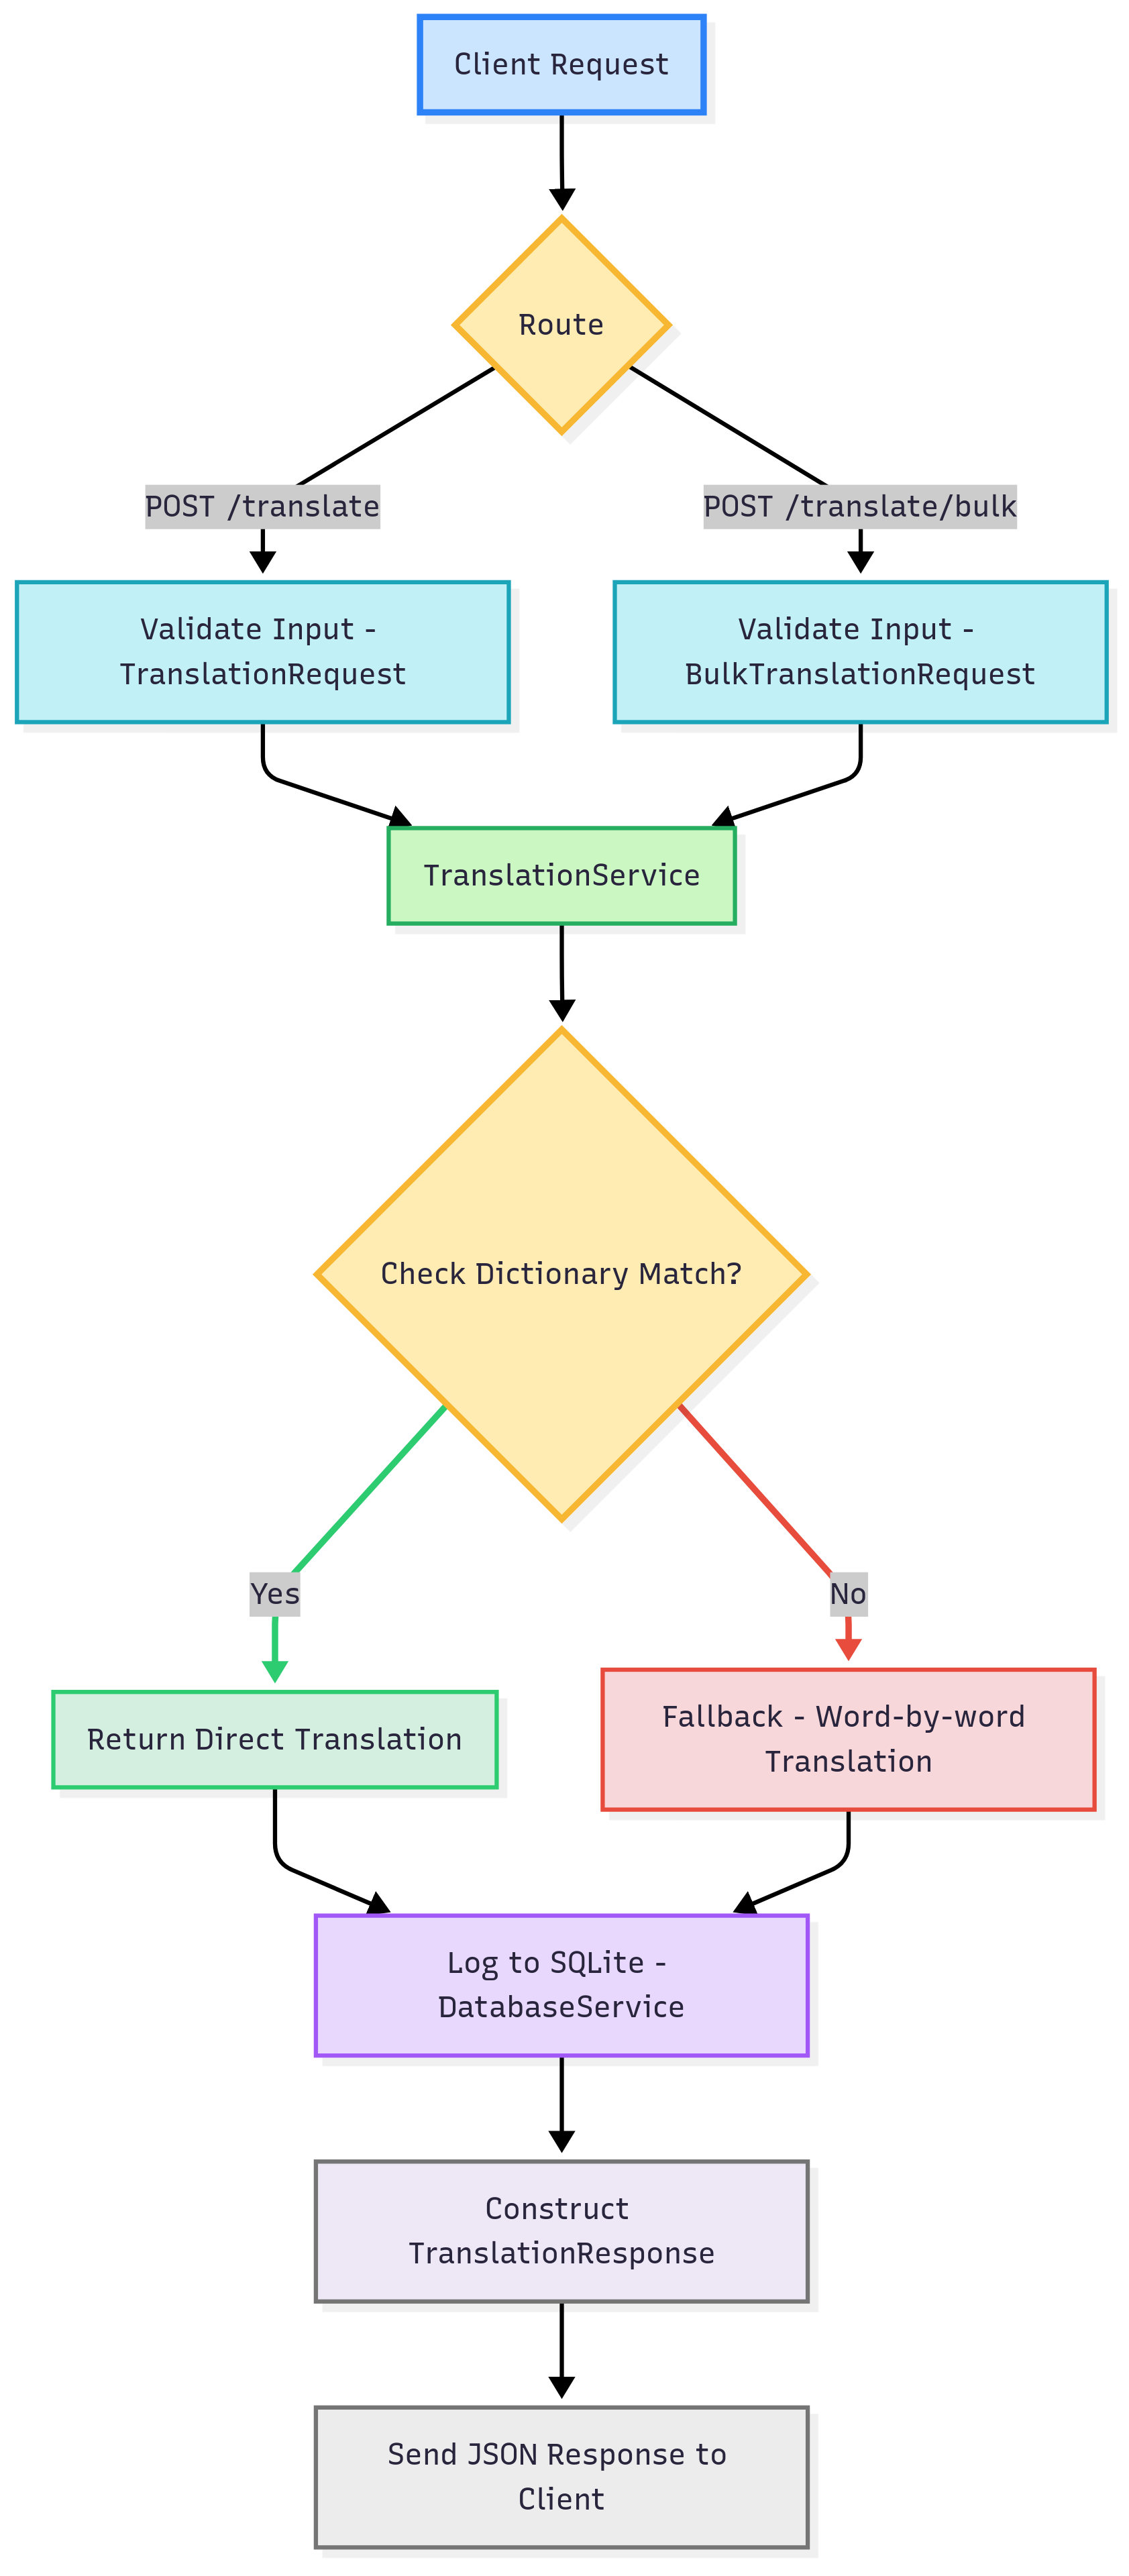 Client Request
Route
POST /translate
POST /translate/bulk
Validate Input -
TranslationRequest
Validate Input -
BulkTranslationRequest
TranslationService
Check Dictionary Match?
Yes
No
Return Direct Translation
Fallback - Word-by-word
Translation
Log to SQLite -
DatabaseService
Construct
TranslationResponse
Send JSON Response to
Client